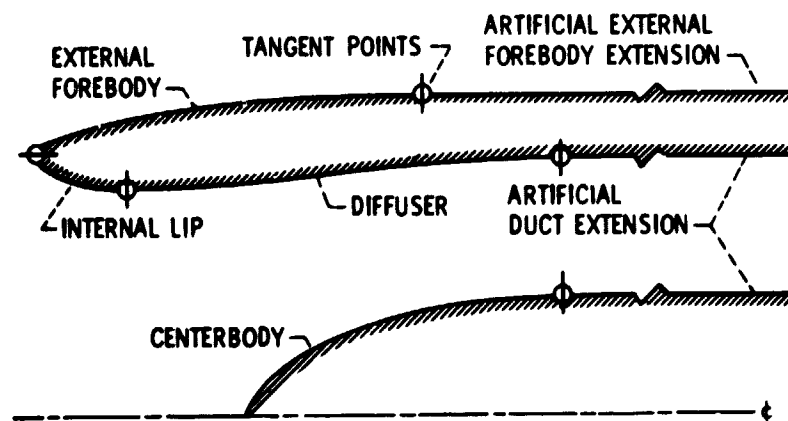 EXTERNAL
FOREBODY
TANGENT POINTS
ARTIFICIAL EXTERNAL
FOREBODY EXTENSION
INTERNAL LIP
DIFFUSER
ARTIFICIAL
DUCT EXTENSION
CENTERBODY
℄